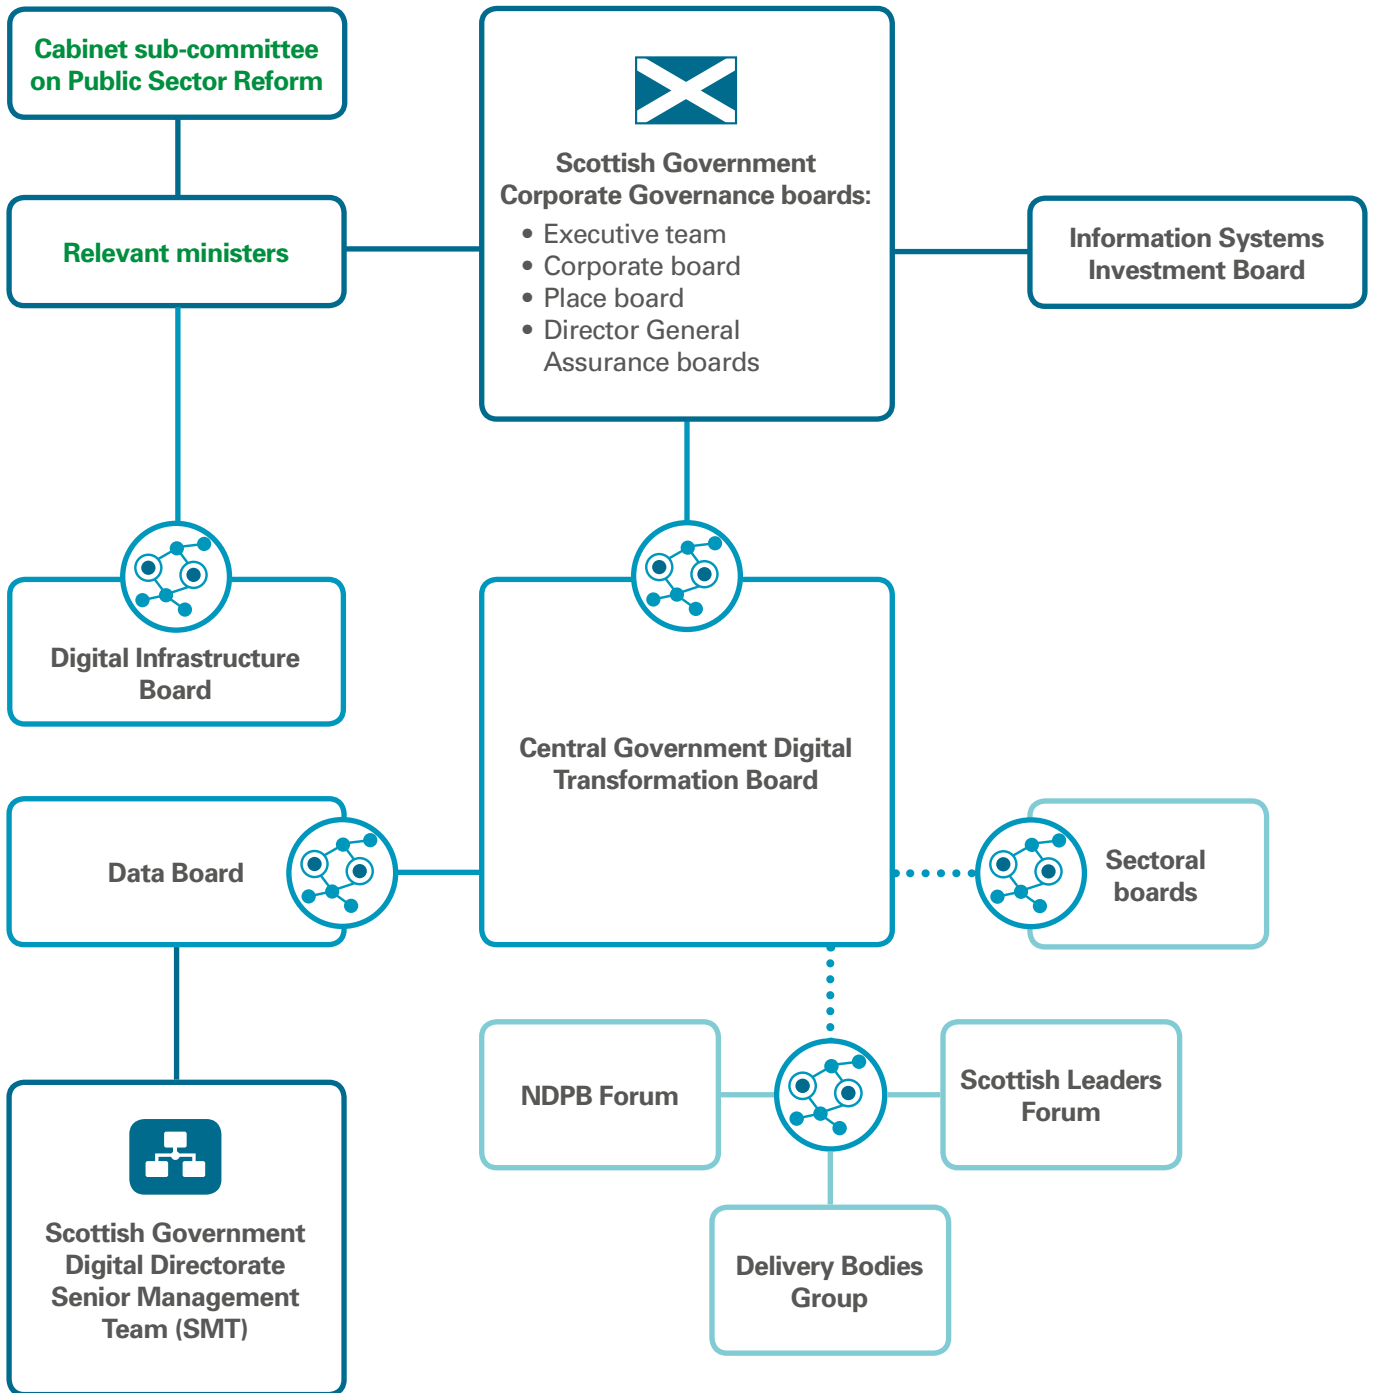 Cabinet sub-committee
on Public Sector Reform
Relevant ministers
Scottish Government
Corporate Governance boards:
• Executive team
• Corporate board
• Place board
• Director General
Assurance boards
Information Systems
Investment Board
Digital Infrastructure
Board
Central Government Digital
Transformation Board
Data Board
Sectoral
boards
NDPB Forum
Scottish Leaders
Forum
Delivery Bodies
Group
Scottish Government
Digital Directorate
Senior Management
Team (SMT)